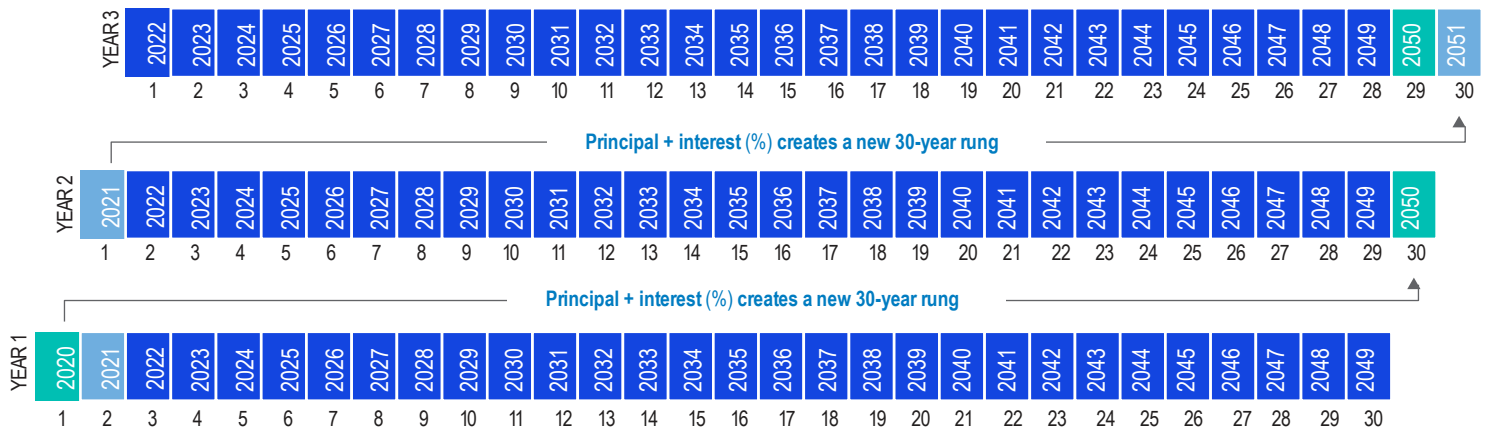 YEAR 3
2022 2023 2024 2025 2026 2027 2028 2029 2030 2031 2032 2033 2034 2035 2036 2037 2038 2039 2040 2041 2042 2043 2044 2045 2046 2047 2048 2049 2050 2051
1 2 3 4 5 6 7 8 9 10 11 12 13 14 15 16 17 18 19 20 21 22 23 24 25 26 27 28 29 30
Principal + interest (%) creates a new 30-year rung
YEAR 2
2021 2022 2023 2024 2025 2026 2027 2028 2029 2030 2031 2032 2033 2034 2035 2036 2037 2038 2039 2040 2041 2042 2043 2044 2045 2046 2047 2048 2049 2050
1 2 3 4 5 6 7 8 9 10 11 12 13 14 15 16 17 18 19 20 21 22 23 24 25 26 27 28 29 30
Principal + interest (%) creates a new 30-year rung
YEAR 1
2020 2021 2022 2023 2024 2025 2026 2027 2028 2029 2030 2031 2032 2033 2034 2035 2036 2037 2038 2039 2040 2041 2042 2043 2044 2045 2046 2047 2048 2049
1 2 3 4 5 6 7 8 9 10 11 12 13 14 15 16 17 18 19 20 21 22 23 24 25 26 27 28 29 30